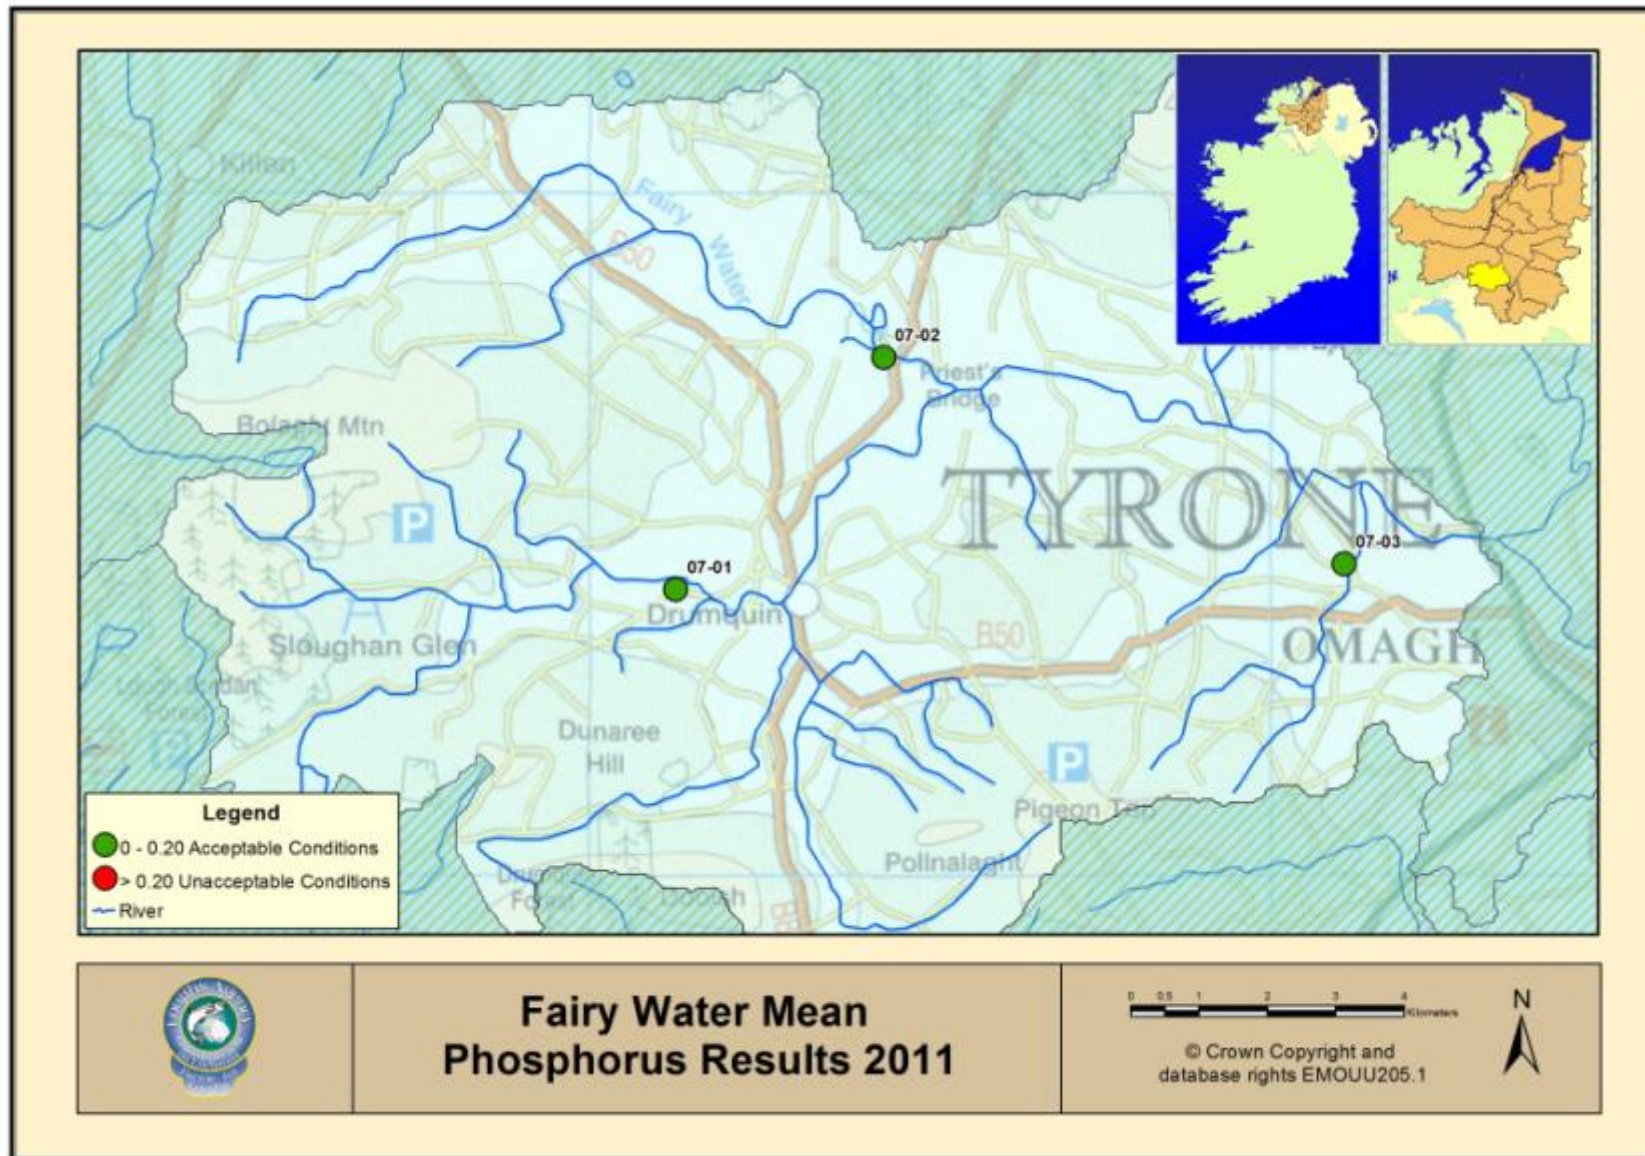 Killen
Fairy
Water
B50
07-02
Priest's
Bridge
Bolaght Mtn
P
TYRONE
07-03
07-01
Drumquin
B50
OMAGH
Sloughan Glen
Dunaree
Hill
P
Pigeon Top
Pollnalaght
Dooish
Legend
0 - 0.20 Acceptable Conditions
> 0.20 Unacceptable Conditions
River
Fairy Water Mean
Phosphorus Results 2011
0 0.5 1 2 3 4
Kilometers
© Crown Copyright and
database rights EMOUU205.1
N